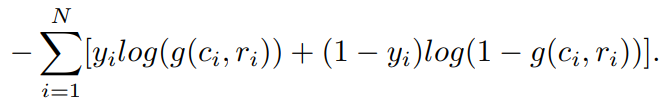 $-\sum_{i=1}^{N}[y_i log(g(c_i, r_i)) + (1 - y_i)log(1 - g(c_i, r_i))].$